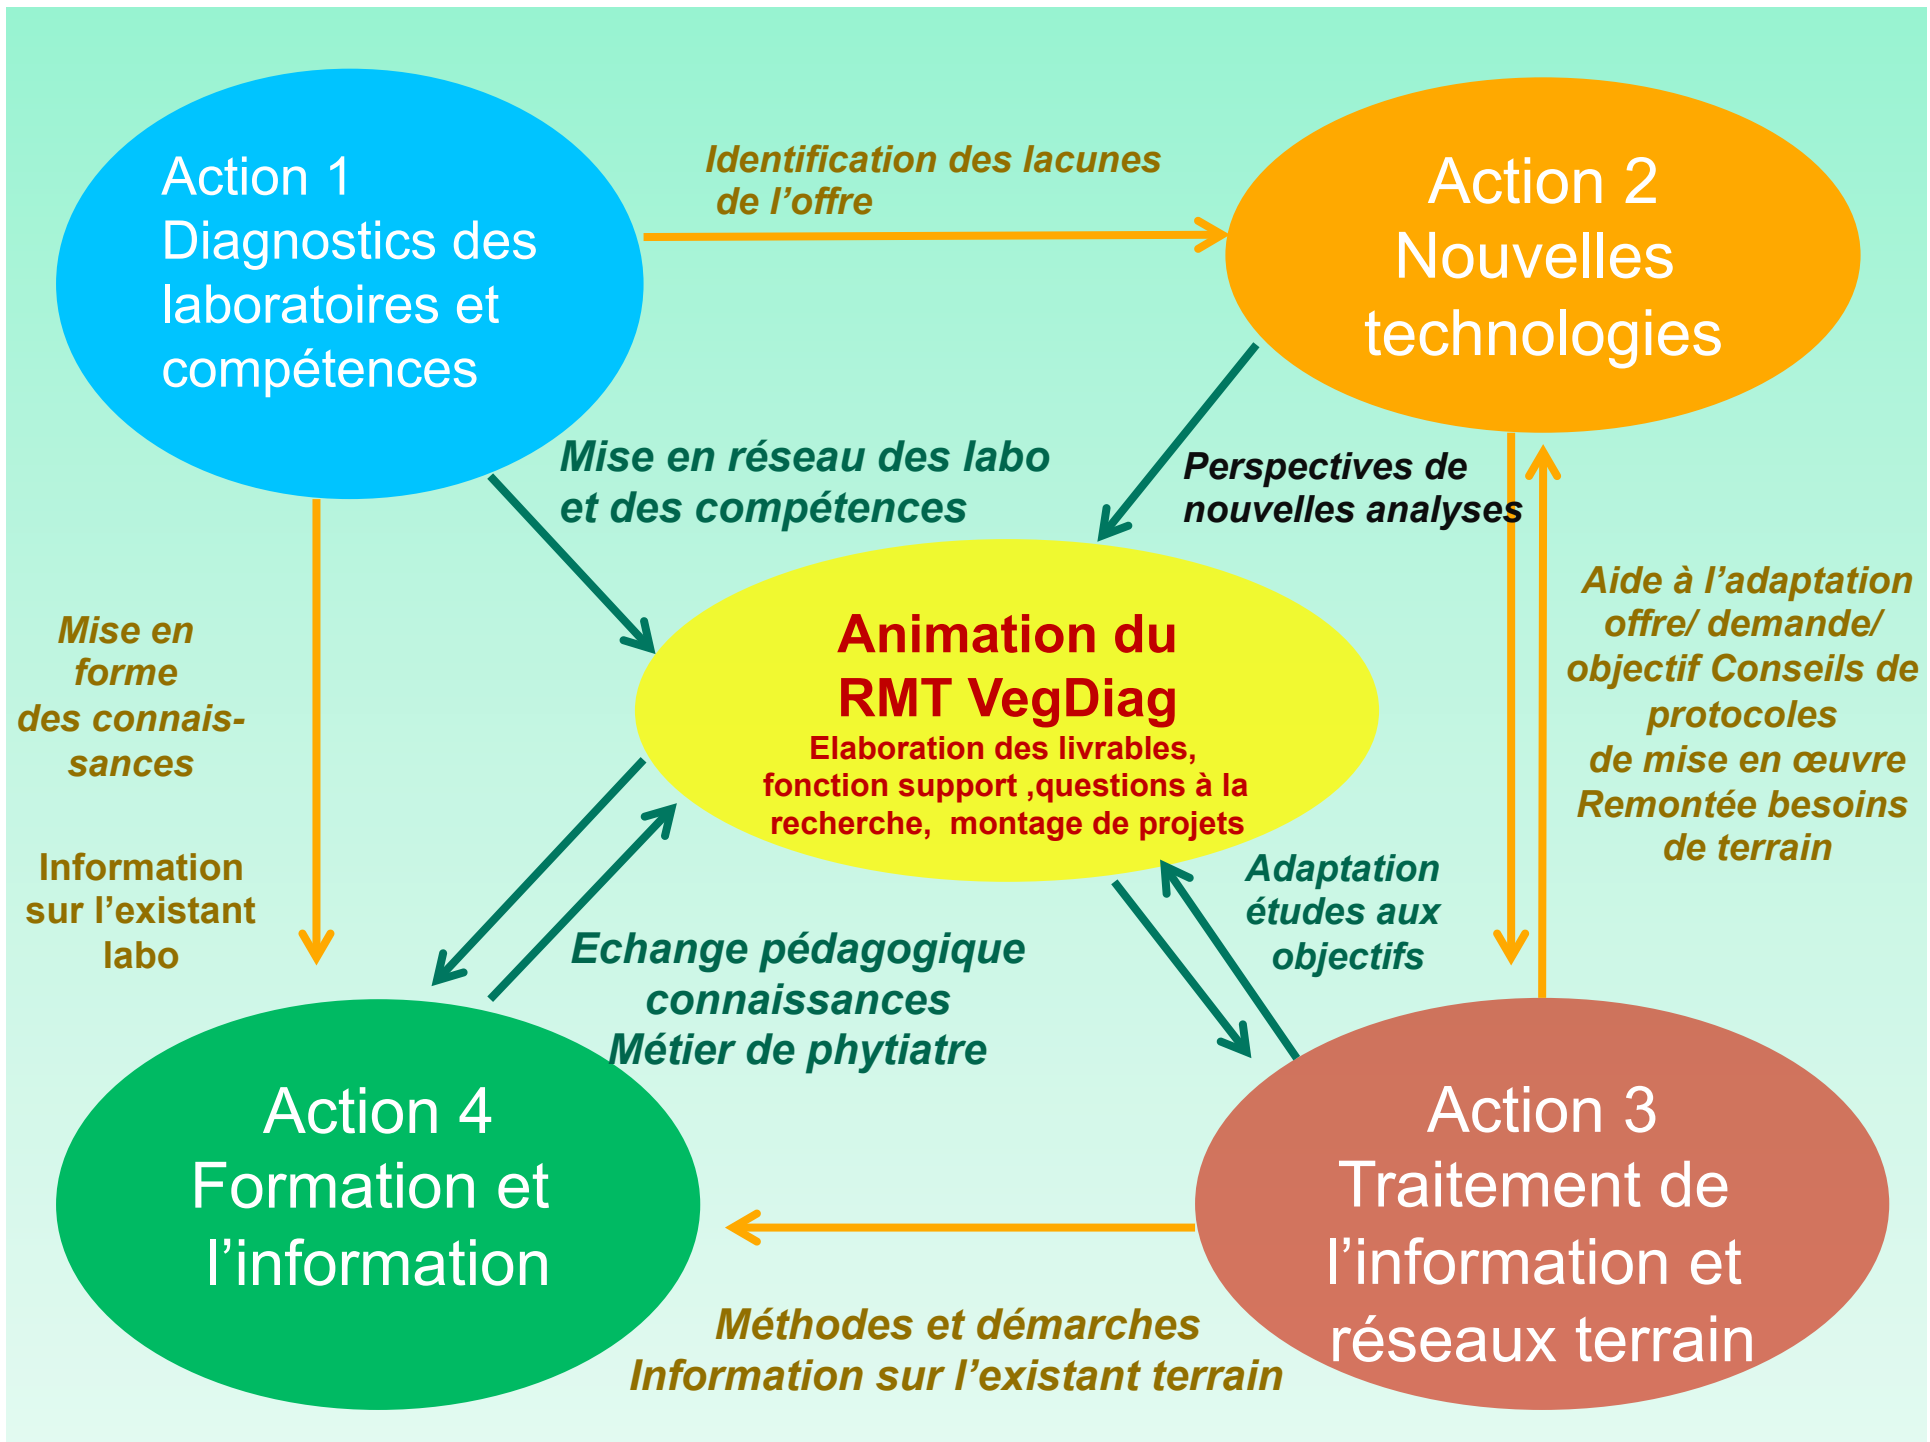 Action 1
Diagnostics des
laboratoires et
compétences
Identification des lacunes
de l’offre
Action 2
Nouvelles
technologies
Mise en réseau des labo
et des compétences
Perspectives de
nouvelles analyses
Mise en
forme
des connais-
sances
Information
sur l’existant
labo
Animation du
RMT VegDiag
Elaboration des livrables,
fonction support ,questions à la
recherche, montage de projets
Aide à l’adaptation
offre/ demande/
objectif Conseils de
protocoles
de mise en œuvre
Remontée besoins
de terrain
Adaptation
études aux
objectifs
Echange pédagogique
connaissances
Métier de phytiatre
Action 4
Formation et
l’information
Action 3
Traitement de
l’information et
réseaux terrain
Méthodes et démarches
Information sur l’existant terrain